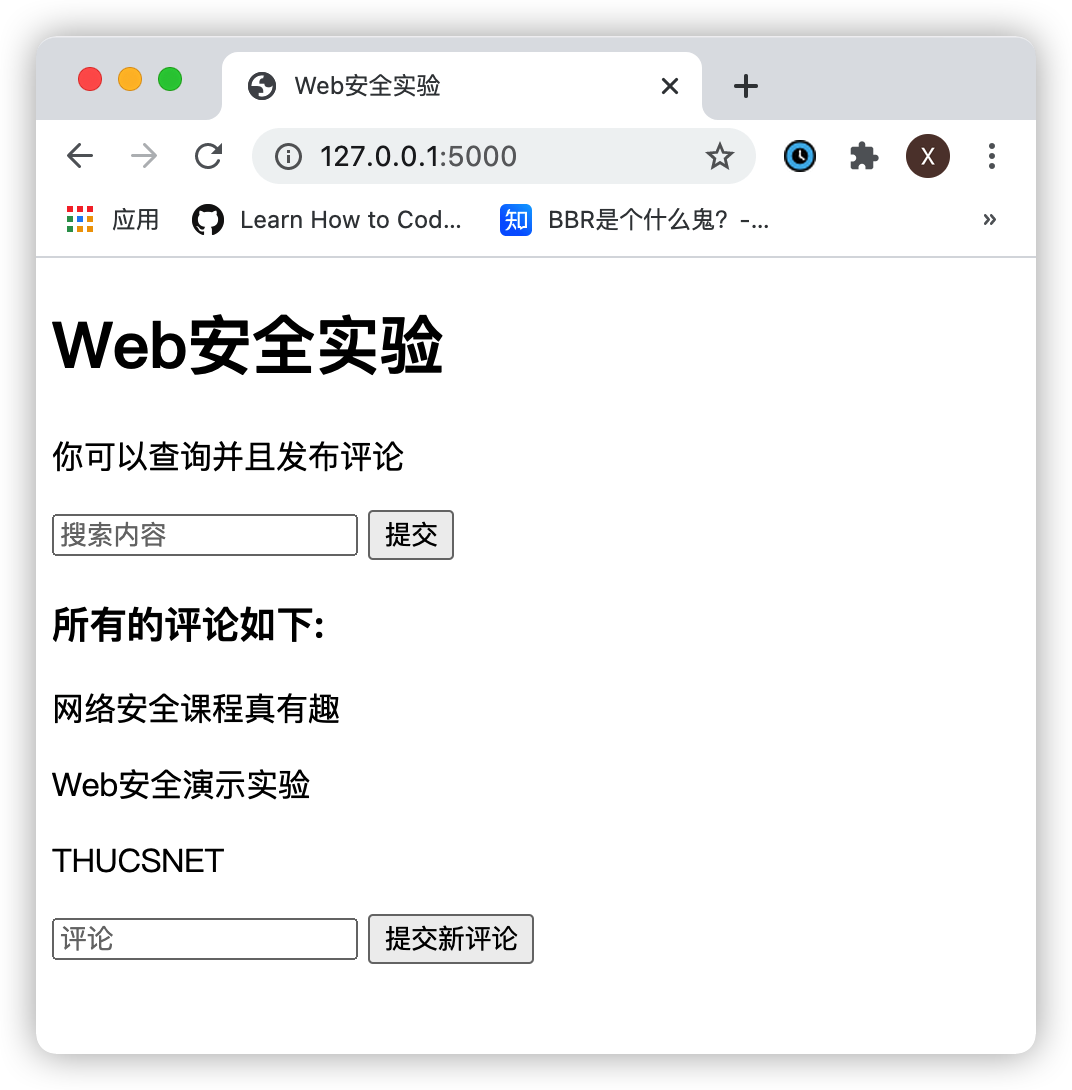 Web安全实验
127.0.0.1:5000
X
应用
Learn How to Cod...
知
BBR是个什么鬼？-...
»
Web安全实验
你可以查询并且发布评论
搜索内容 提交
所有的评论如下:
网络安全课程真有趣
Web安全演示实验
THUCSNET
评论 提交新评论